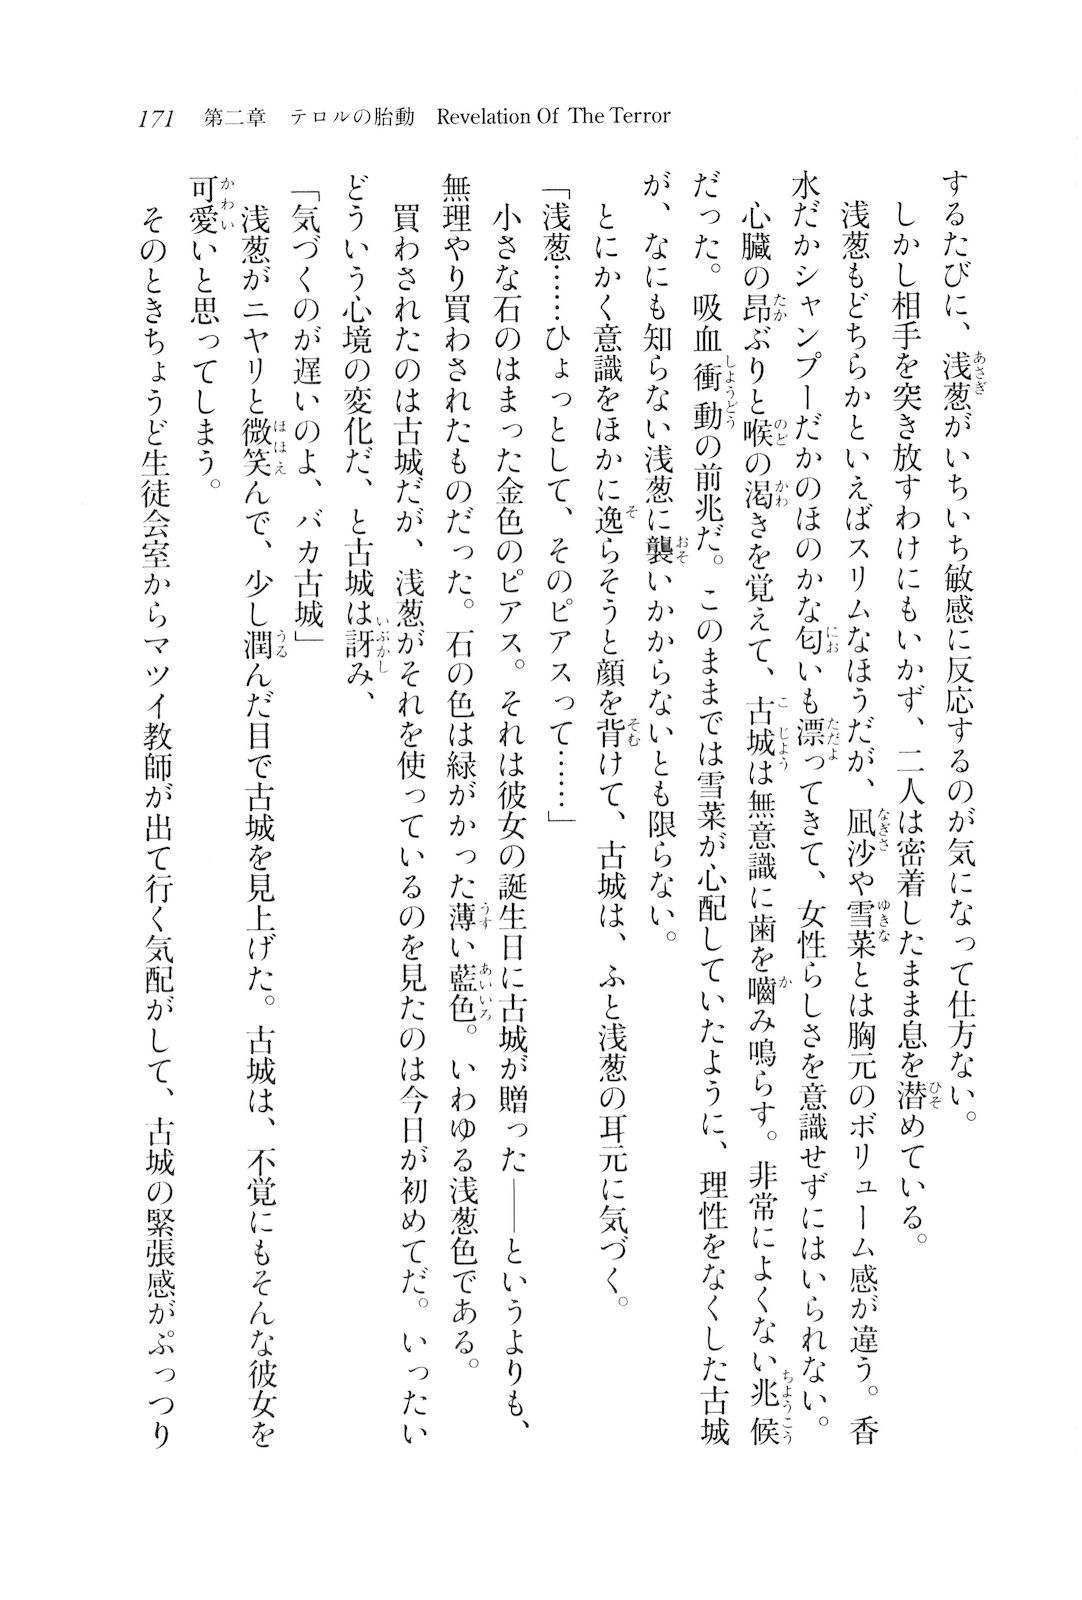 171　第二章　テロルの胎動　Revelation Of The Terror
するたびに、浅葱がいちいち敏感に反応するのが気になって仕方ない。
しかし相手を突き放すわけにもいかず、二人は密着したまま息を潜めている。
浅葱もどちらかといえばスリムなほうだが、凪沙や雪菜とは胸元のボリューム感が違う。香
水だかシャンプーだかのほのかな匂いも漂ってきて、女性らしさを意識せずにはいられない。
心臓の昂ぶりと喉の渇きを覚えて、古城は無意識に歯を嚙み鳴らす。非常によくない兆候
だった。吸血衝動の前兆だ。このままでは雪菜が心配していたように、理性をなくした古城
が、なにも知らない浅葱に襲いかからないとも限らない。
とにかく意識をほかに逸らそうと顔を背けて、古城は、ふと浅葱の耳元に気づく。
「浅葱……ひょっとして、そのピアスって……」
小さな石のはまった金色のピアス。それは彼女の誕生日に古城が贈った――というよりも、
無理やり買わされたものだった。石の色は緑がかった薄い藍色。いわゆる浅葱色である。
買わされたのは古城だが、浅葱がそれを使っているのを見たのは今日が初めてだ。いったい
どういう心境の変化だ、と古城は訝み、
「気づくのが遅いのよ、バカ古城」
浅葱がニヤリと微笑んで、少し潤んだ目で古城を見上げた。古城は、不覚にもそんな彼女を
可愛いと思ってしまう。
そのときちょうど生徒会室からマツイ教師が出て行く気配がして、古城の緊張感がぷっつり